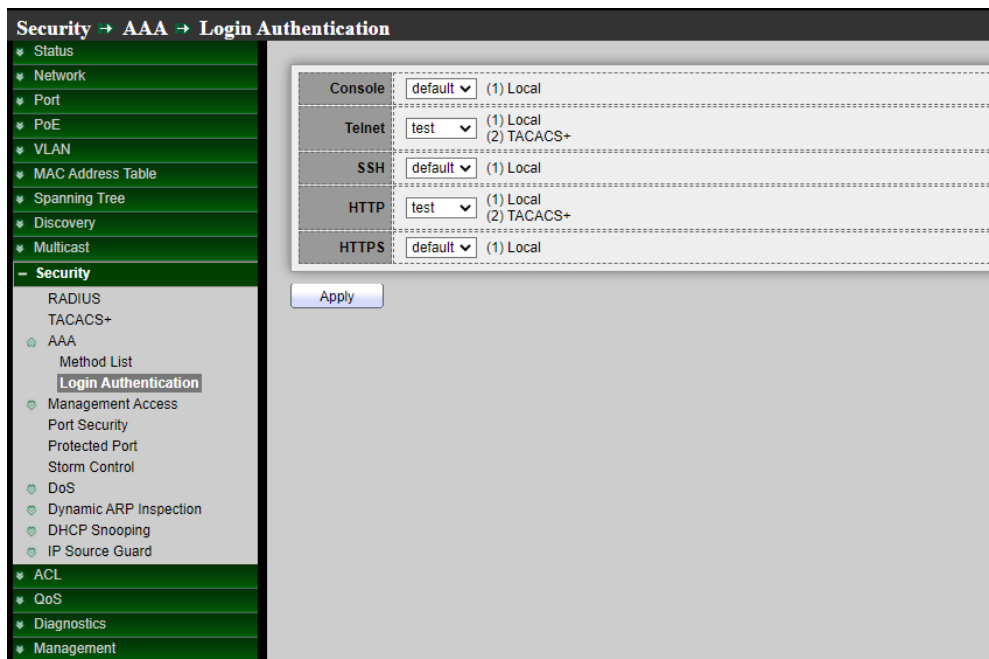 Security → AAA → Login Authentication
Status
Network
Port
PoE
VLAN
MAC Address Table
Spanning Tree
Discovery
Multicast
Security
RADIUS
TACACS+
AAA
Method List
Login Authentication
Management Access
Port Security
Protected Port
Storm Control
DoS
Dynamic ARP Inspection
DHCP Snooping
IP Source Guard
ACL
QoS
Diagnostics
Management
Console default (1) Local
Telnet test (1) Local
(2) TACACS+
SSH default (1) Local
HTTP test (1) Local
(2) TACACS+
HTTPS default (1) Local
Apply